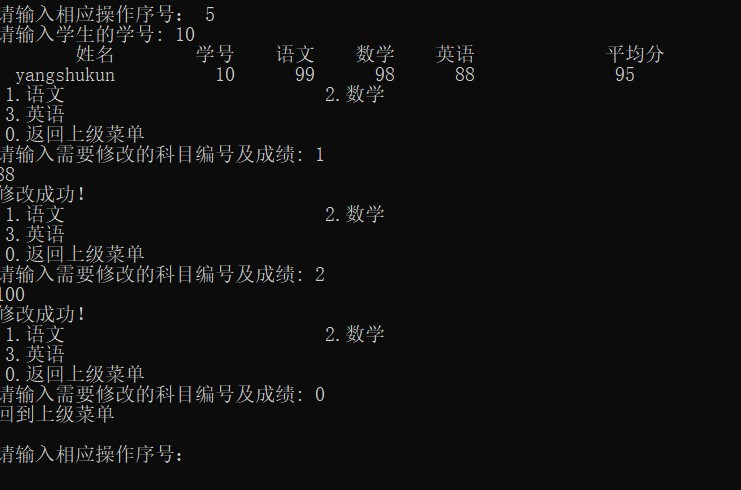 请输入相应操作序号: 5
请输入学生的学号: 10
姓名 学号 语文 数学 英语 平均分
yangshukun 10 99 98 88 95
1.语文 2.数学
3.英语
0.返回上级菜单
请输入需要修改的科目编号及成绩: 1
88
修改成功!
1.语文 2.数学
3.英语
0.返回上级菜单
请输入需要修改的科目编号及成绩: 2
100
修改成功!
1.语文 2.数学
3.英语
0.返回上级菜单
请输入需要修改的科目编号及成绩: 0
回到上级菜单
请输入相应操作序号: